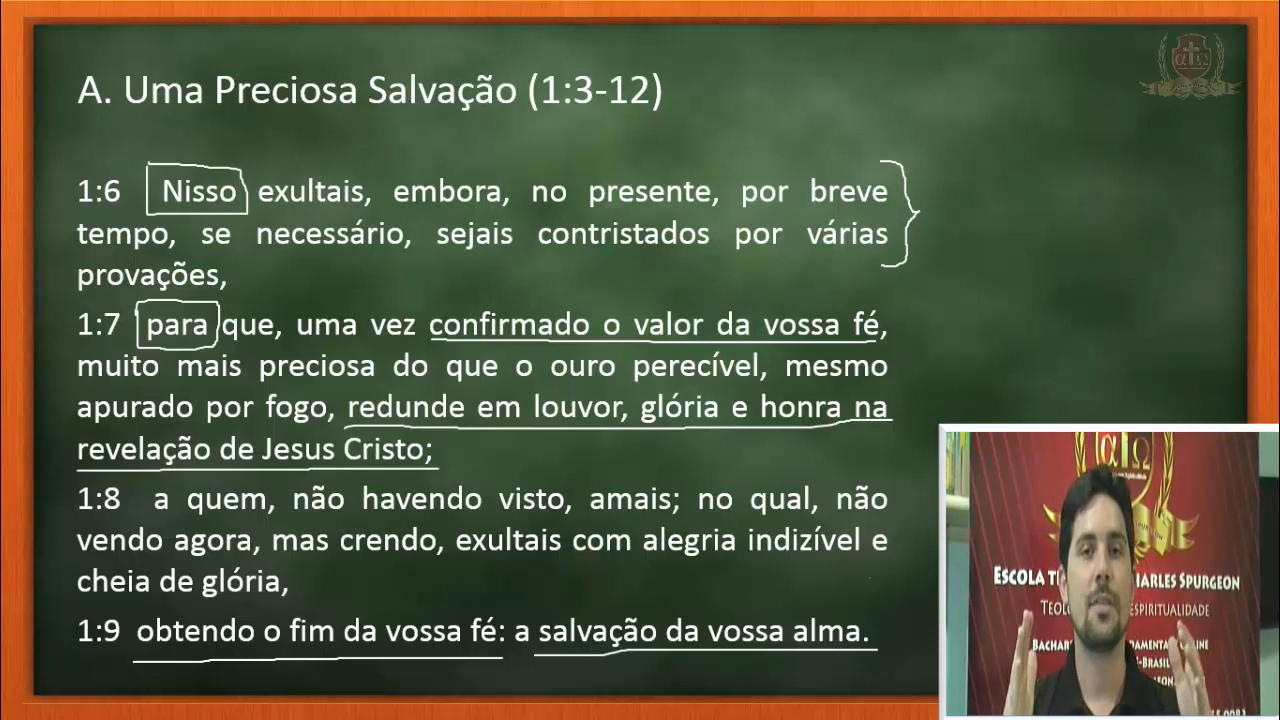 A. Uma Preciosa Salvação (1:3-12)
1:6 Nisso exultais, embora, no presente, por breve
tempo, se necessário, sejais contristados por várias
provações,
1:7 para que, uma vez confirmado o valor da vossa fé,
muito mais preciosa do que o ouro perecível, mesmo
apurado por fogo, redunde em louvor, glória e honra na
revelação de Jesus Cristo;
1:8 a quem, não havendo visto, amais; no qual, não
vendo agora, mas crendo, exultais com alegria indizível e
cheia de glória,
1:9 obtendo o fim da vossa fé: a salvação da vossa alma.
α Ω
α Ω
ESCOLA T HARLES SPURGEON
TEOLO ESPIRITUALIDADE